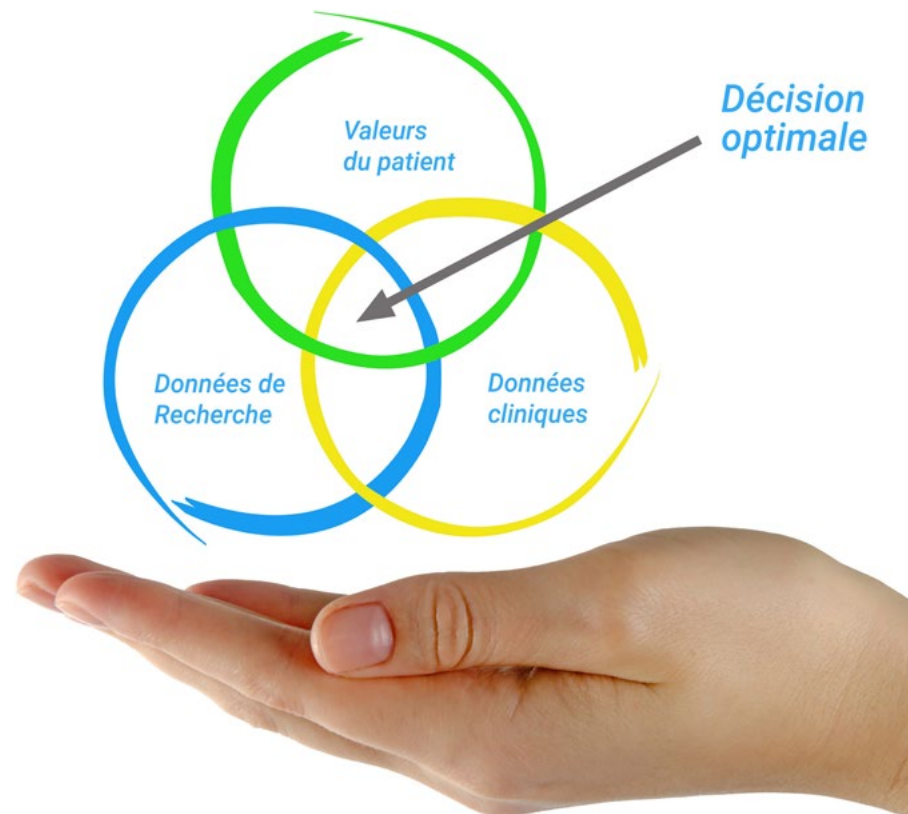 Valeurs
du patient
Décision
optimale
Données de
Recherche
Données
cliniques